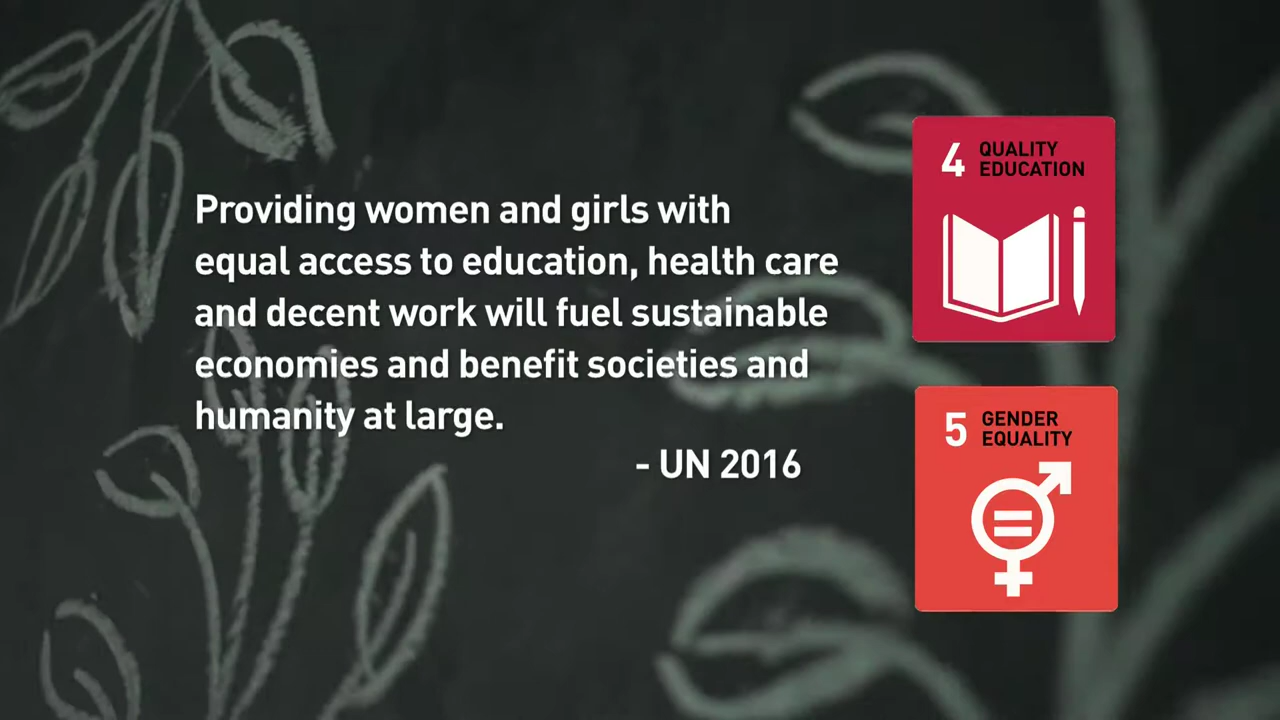 Providing women and girls with
equal access to education, health care
and decent work will fuel sustainable
economies and benefit societies and
humanity at large.
- UN 2016
4 QUALITY
EDUCATION
5 GENDER
EQUALITY